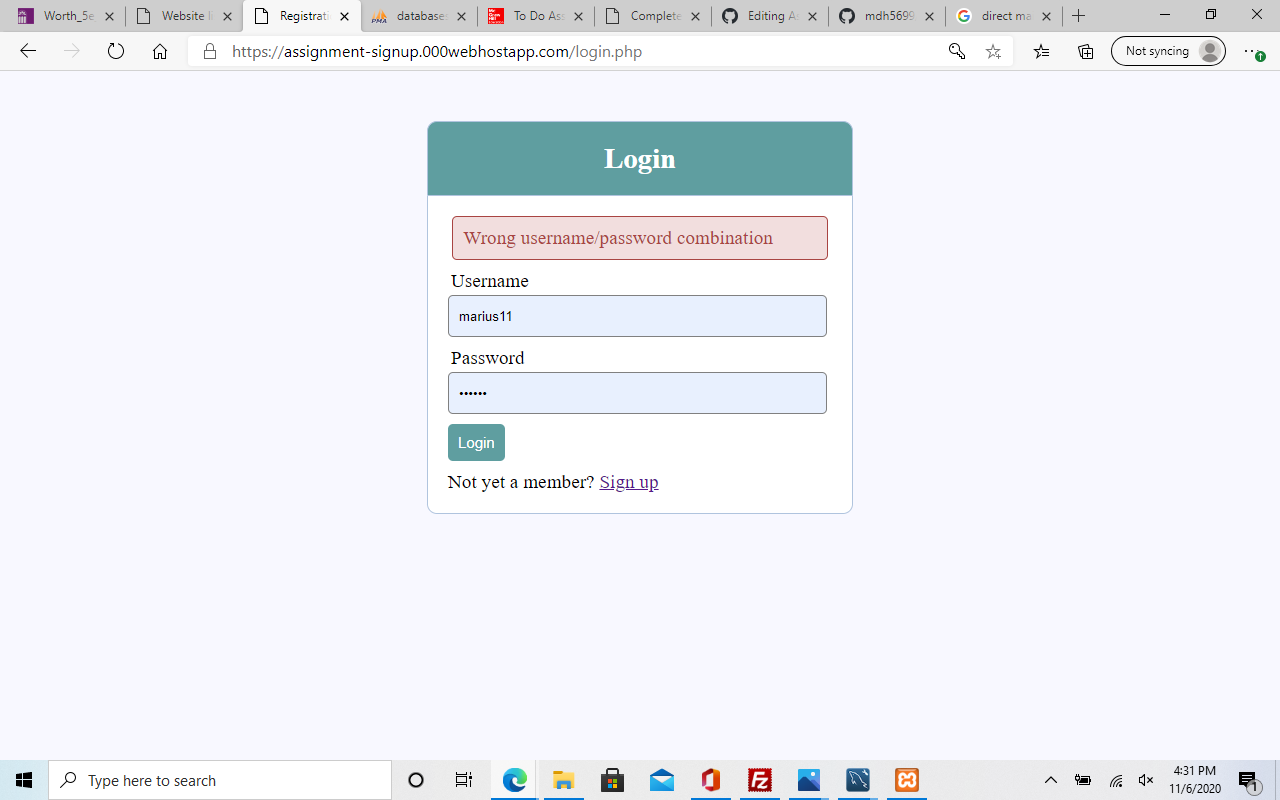 Worth_5e
Website li
Registrati
database
To Do Ass
Complete
Editing As
mdh5699
direct ma
https://assignment-signup.000webhostapp.com/login.php
Not syncing
Login
Wrong username/password combination
Username
marius11
Password
••••••
Login
Not yet a member? Sign up
Type here to search
4:31 PM
11/6/2020
1